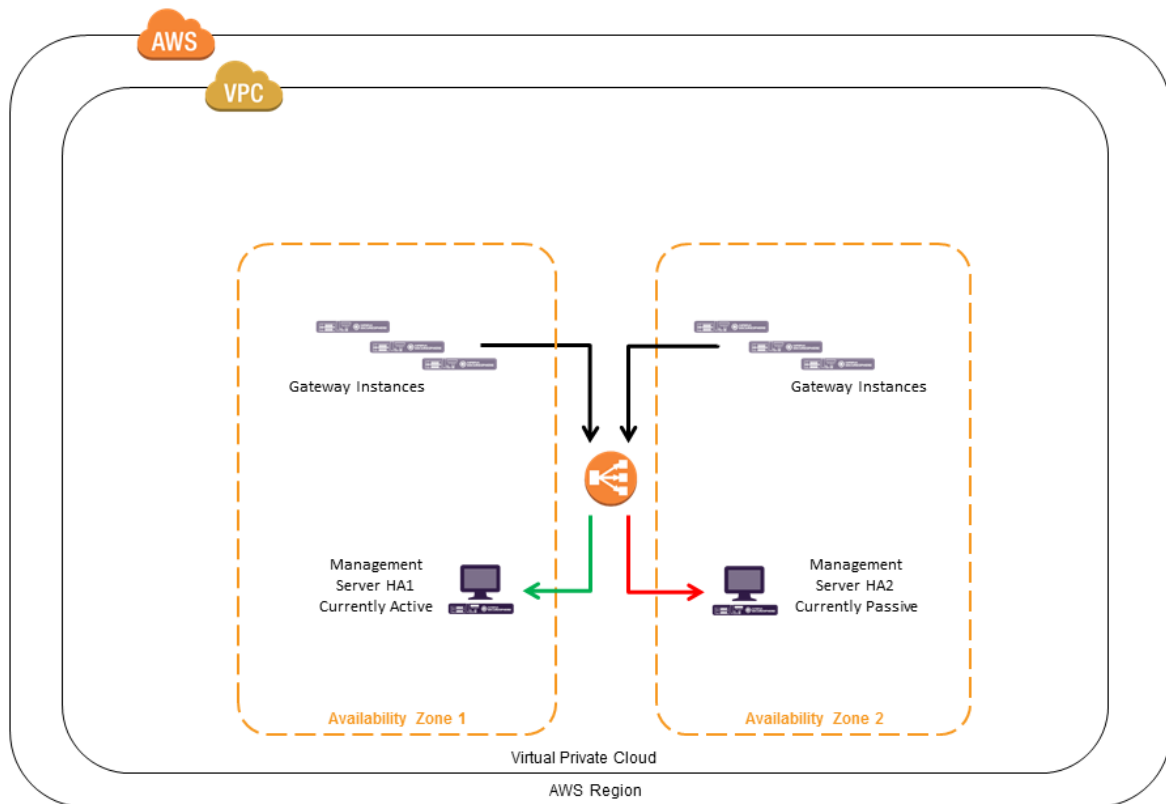 AWS
VPC
Gateway Instances
Gateway Instances
Management
Server HA1
Currently Active
Management
Server HA2
Currently Passive
Availability Zone 1
Availability Zone 2
Virtual Private Cloud
AWS Region